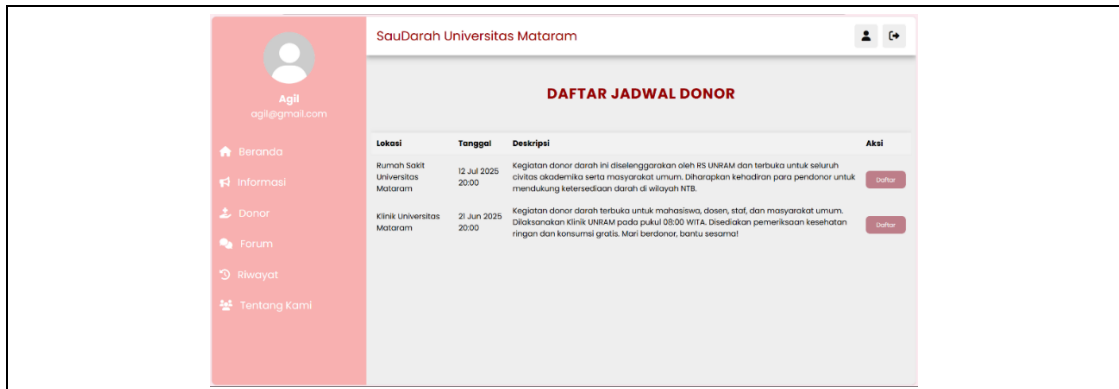 SauDarah Universitas Mataram
Agil
agil@gmail.com
Beranda
Informasi
Donor
Forum
Riwayat
Tentang Kami
DAFTAR JADWAL DONOR
Lokasi Tanggal Deskripsi Aksi
Rumah Sakit
Universitas
Mataram
12 Jul 2025
20:00
Kegiatan donor darah ini diselenggarakan oleh RS UNRAM dan terbuka untuk seluruh
civitas akademika serta masyarakat umum. Diharapkan kehadiran para pendonor untuk
mendukung ketersediaan darah di wilayah NTB.
Daftar
Klinik Universitas
Mataram
21 Jun 2025
20:00
Kegiatan donor darah terbuka untuk mahasiswa, dosen, staf, dan masyarakat umum.
Dilaksanakan Klinik UNRAM pada pukul 08:00 WITA. Disediakan pemeriksaan kesehatan
ringan dan konsumsi gratis. Mari berdonor, bantu sesama!
Daftar